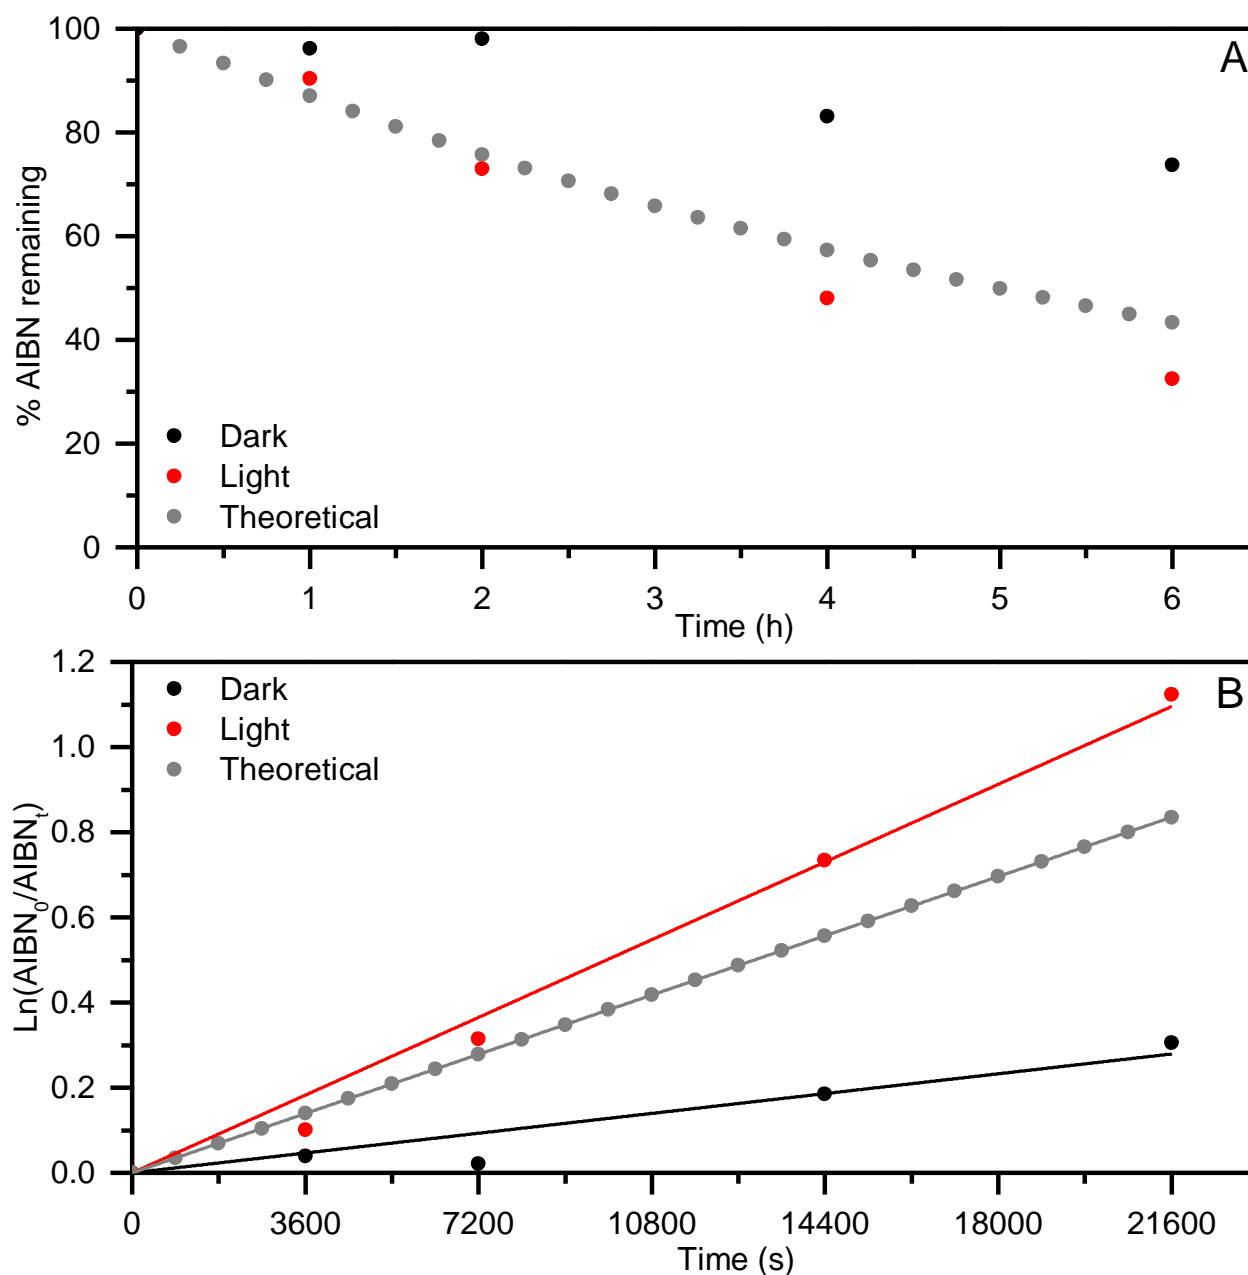 A
% AIBN remaining
100
80
60
40
20
0
Dark
Light
Theoretical
0 1 2 3 4 5 6
Time (h)
B
Ln(AIBN₀/AIBNₜ)
1.2
1.0
0.8
0.6
0.4
0.2
0.0
Dark
Light
Theoretical
0 3600 7200 10800 14400 18000 21600
Time (s)